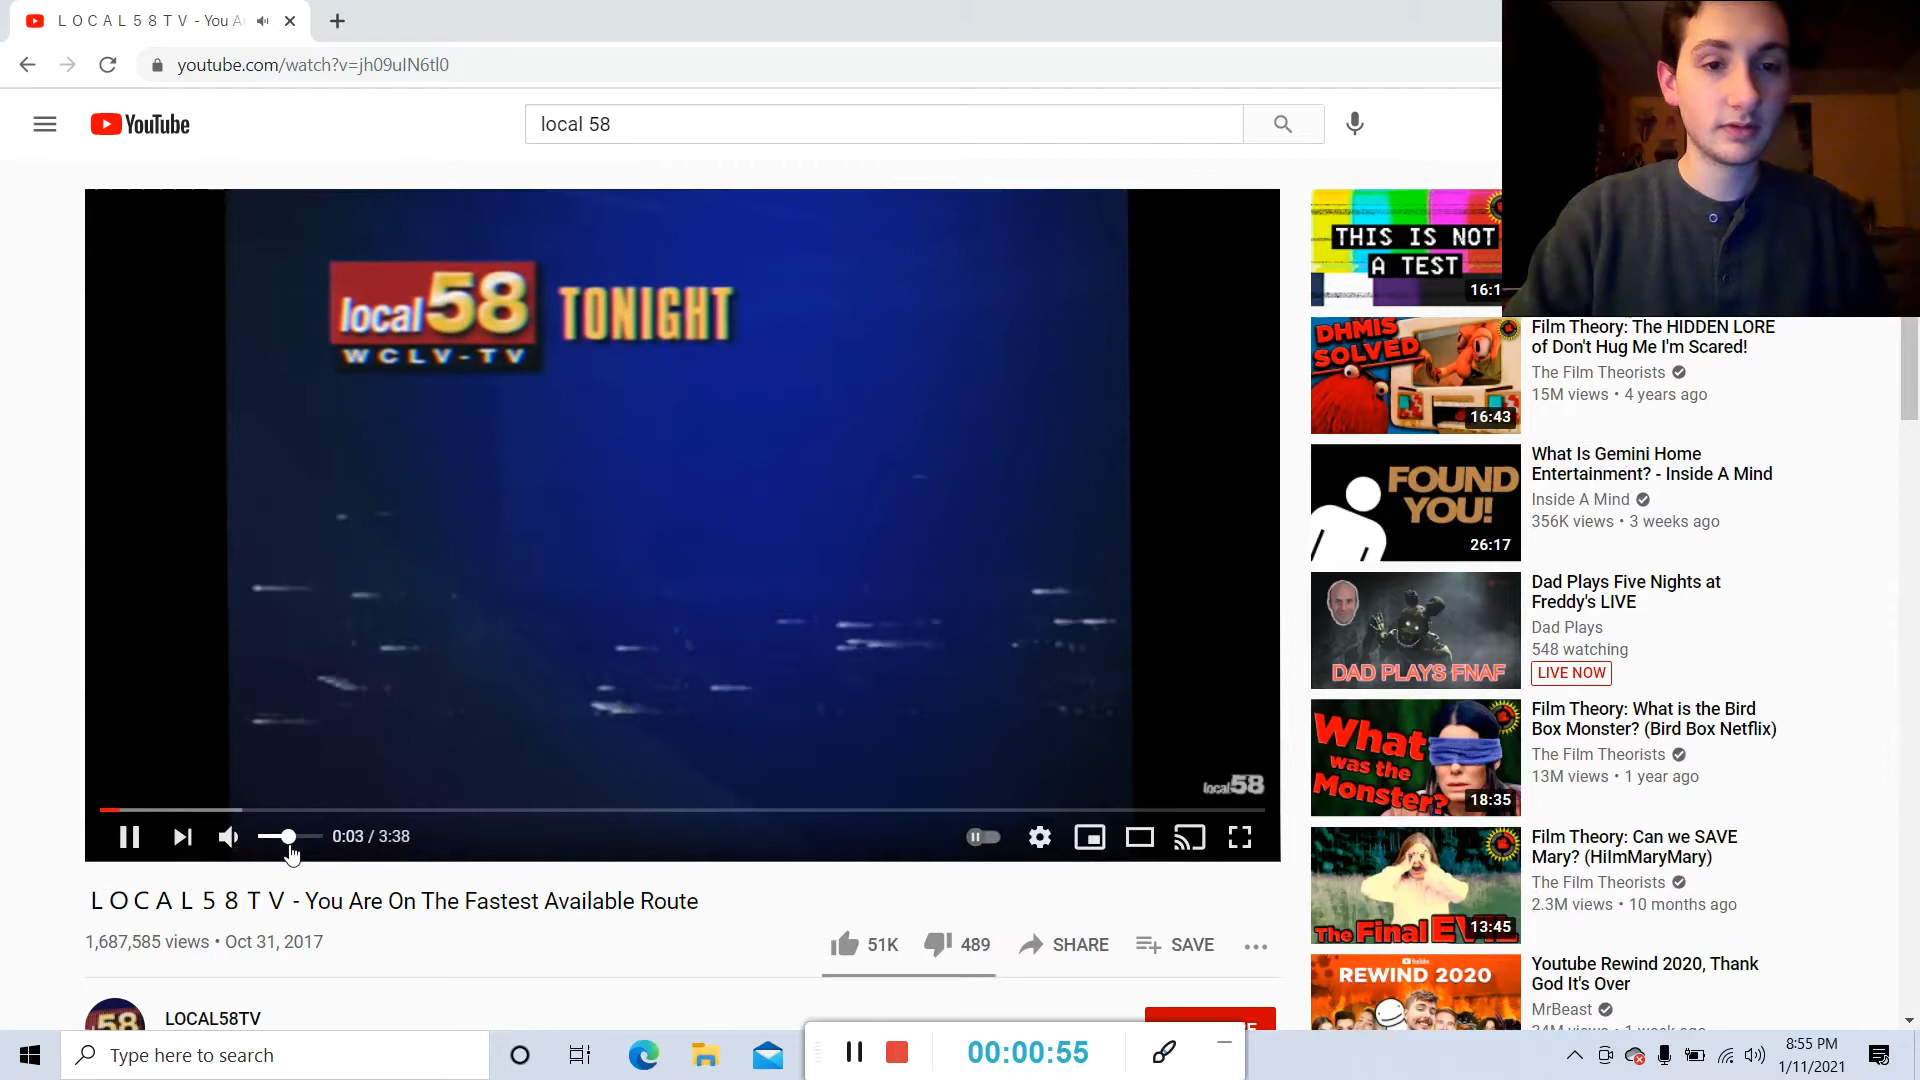 L O C A L 5 8 T V - You A
youtube.com/watch?v=jh09uIN6tI0
YouTube
local 58
local 58 TONIGHT
WCLV-TV
local58
0:03 / 3:38
L O C A L 5 8 T V - You Are On The Fastest Available Route
1,687,585 views • Oct 31, 2017
51K
489
SHARE
SAVE
58
LOCAL58TV
THIS IS NOT
A TEST
16:1
DHMIS
SOLVED
16:43
Film Theory: The HIDDEN LORE
of Don't Hug Me I'm Scared!
The Film Theorists
15M views • 4 years ago
FOUND
YOU!
26:17
What Is Gemini Home
Entertainment? - Inside A Mind
Inside A Mind
356K views • 3 weeks ago
DAD PLAYS FNAF
Dad Plays Five Nights at
Freddy's LIVE
Dad Plays
548 watching
LIVE NOW
What
was the
Monster?
18:35
Film Theory: What is the Bird
Box Monster? (Bird Box Netflix)
The Film Theorists
13M views • 1 year ago
The Final
13:45
Film Theory: Can we SAVE
Mary? (HiImMaryMary)
The Film Theorists
2.3M views • 10 months ago
YouTube
REWIND 2020
Youtube Rewind 2020, Thank
God It's Over
MrBeast
Type here to search
00:00:55
8:55 PM
1/11/2021